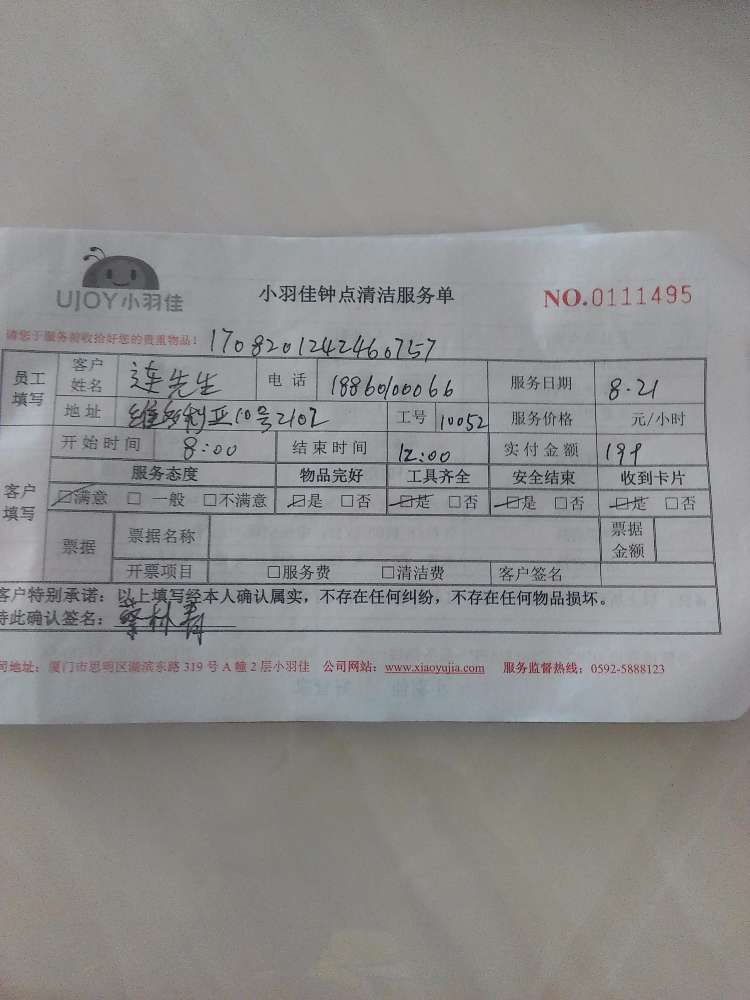 UJOY小羽佳
小羽佳钟点清洁服务单
NO.0111495
请您于服务前收拾好您的贵重物品！ 1708201242460757
员工填写 客户姓名 连先生 电话 18860100066 服务日期 8.21
地址 维多利亚10号2102 工号 10052 服务价格 元/小时
开始时间 8:00 结束时间 12:00 实付金额 199
客户填写 服务态度 物品完好 工具齐全 安全结束 收到卡片
☑满意 □一般 □不满意 ☑是 □否 ☑是 □否 ☑是 □否 ☑是 □否
票据 票据名称 票据金额
开票项目 □服务费 □清洁费 客户签名
客户特别承诺：以上填写经本人确认属实，不存在任何纠纷，不存在任何物品损坏。
特此确认签名：
司地址：厦门市思明区湖滨东路 319 号 A 幢 2 层小羽佳 公司网站：www.xiaoyujia.com 服务监督热线：0592-5888123